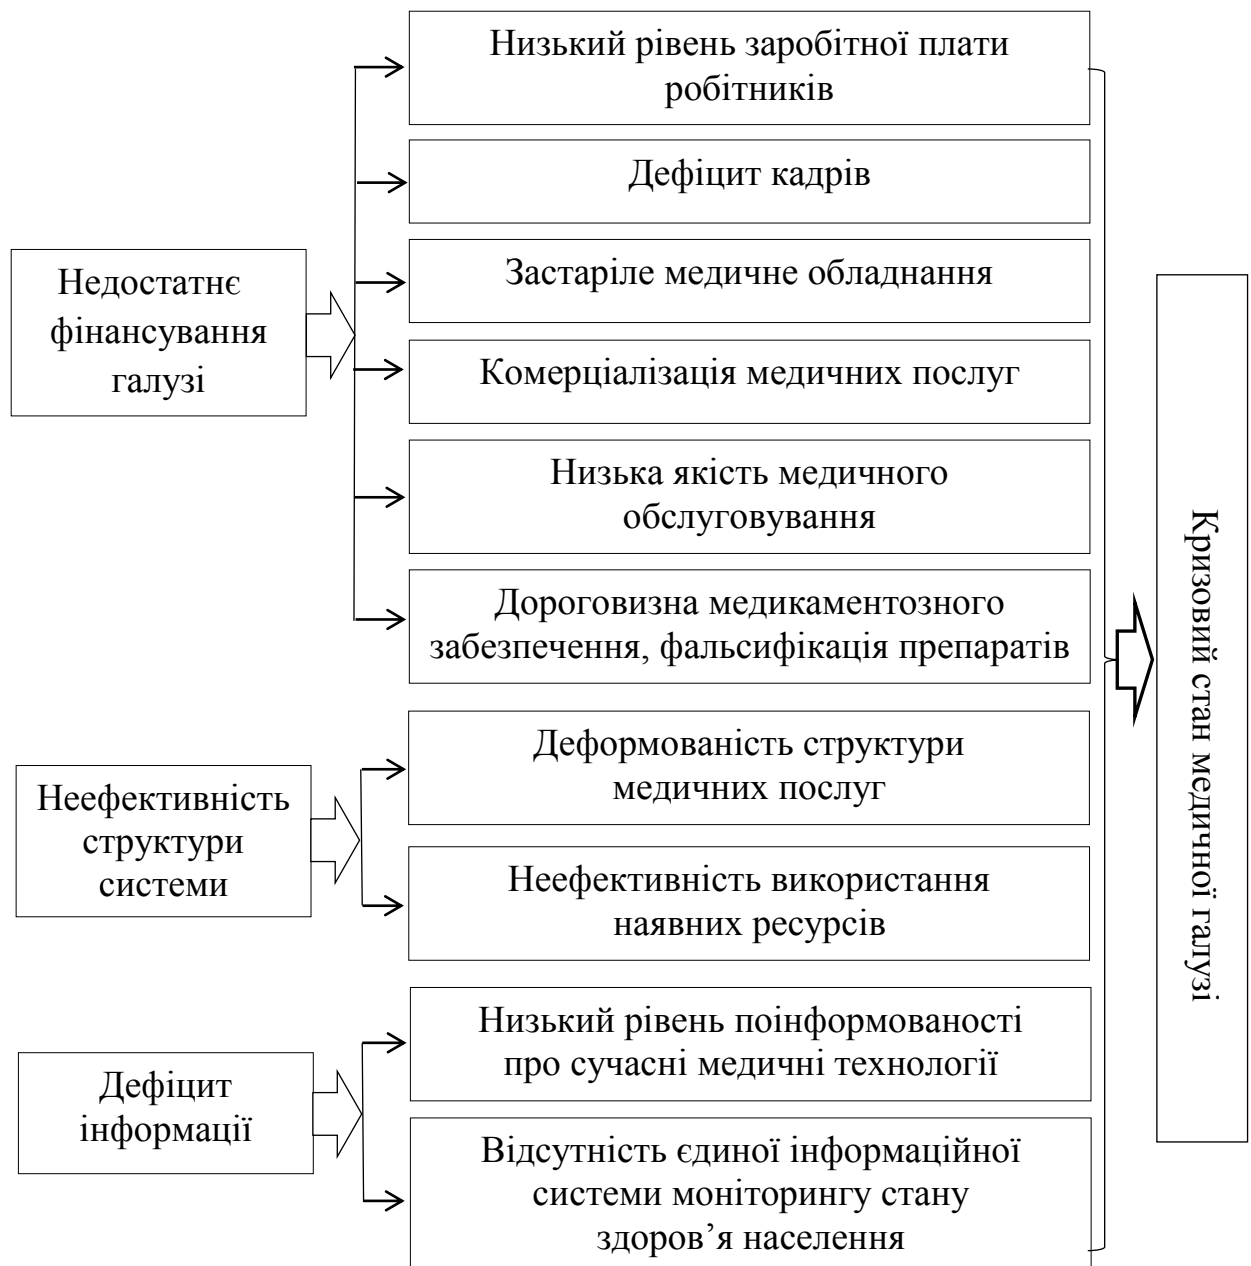 Низький рівень заробітної плати
робітників
Дефіцит кадрів
Застаріле медичне обладнання
Недостатнє
фінансування
галузі
Комерціалізація медичних послуг
Низька якість медичного
обслуговування
Дороговизна медикаментозного
забезпечення, фальсифікація препаратів
Деформованість структури
медичних послуг
Неефективність
структури
системи
Неефективність використання
наявних ресурсів
Низький рівень поінформованості
про сучасні медичні технології
Дефіцит
інформації
Відсутність єдиної інформаційної
системи моніторингу стану
здоров’я населення
Кризовий стан медичної галузі